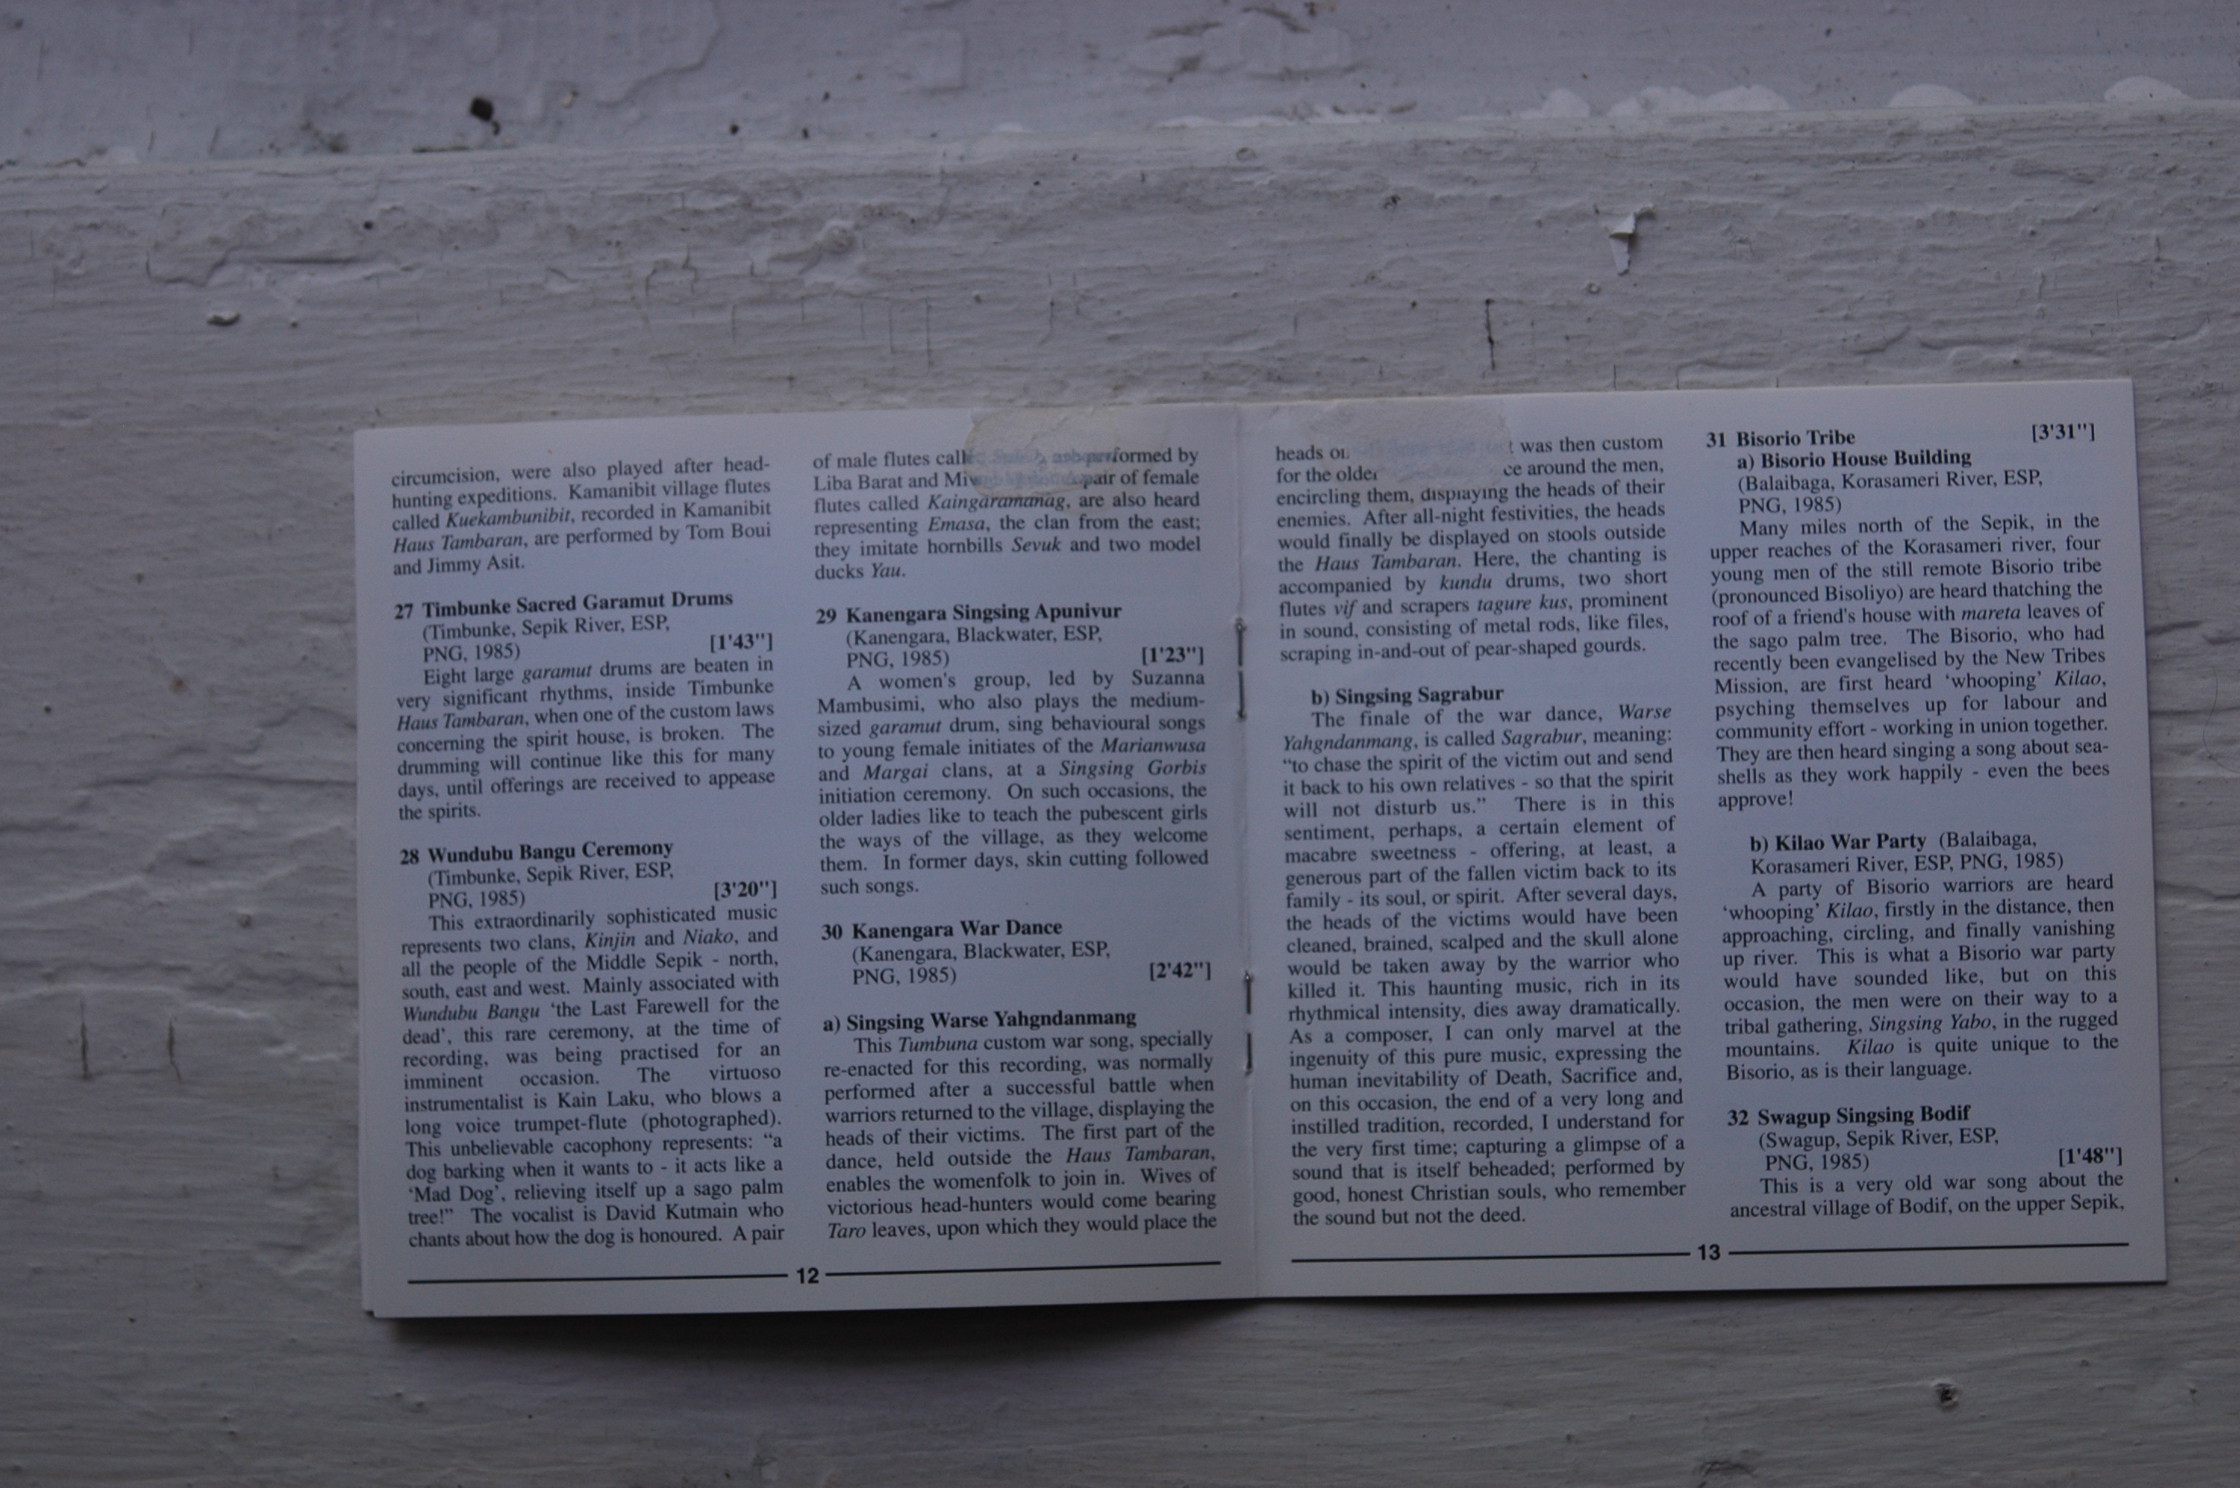 circumcision, were also played after head-
hunting expeditions. Kamanibit village flutes
called Kuekambunibit, recorded in Kamanibit
Haus Tambaran, are performed by Tom Boui
and Jimmy Asit.
27 Timbunke Sacred Garamut Drums
(Timbunke, Sepik River, ESP, [1'43"]
PNG, 1985)
Eight large garamut drums are beaten in
very significant rhythms, inside Timbunke
Haus Tambaran, when one of the custom laws
concerning the spirit house, is broken. The
drumming will continue like this for many
days, until offerings are received to appease
the spirits.
28 Wundubu Bangu Ceremony
(Timbunke, Sepik River, ESP, [3'20"]
PNG, 1985)
This extraordinarily sophisticated music
represents two clans, Kinjin and Niako, and
all the people of the Middle Sepik - north,
south, east and west. Mainly associated with
Wundubu Bangu 'the Last Farewell for the
dead', this rare ceremony, at the time of
recording, was being practised for an
imminent occasion. The virtuoso
instrumentalist is Kain Laku, who blows a
long voice trumpet-flute (photographed).
This unbelievable cacophony represents: "a
dog barking when it wants to - it acts like a
'Mad Dog', relieving itself up a sago palm
tree!" The vocalist is David Kutmain who
chants about how the dog is honoured. A pair
of male flutes performed by
Liba Barat and pair of female
flutes called Kaingaramamag, are also heard
representing Emasa, the clan from the east;
they imitate hornbills Sevuk and two model
ducks Yau.
29 Kanengara Singsing Apunivur
(Kanengara, Blackwater, ESP, [1'23"]
PNG, 1985)
A women's group, led by Suzanna
Mambusimi, who also plays the medium-
sized garamut drum, sing behavioural songs
to young female initiates of the Marianwusa
and Margai clans, at a Singsing Gorbis
initiation ceremony. On such occasions, the
older ladies like to teach the pubescent girls
the ways of the village, as they welcome
them. In former days, skin cutting followed
such songs.
30 Kanengara War Dance
(Kanengara, Blackwater, ESP, [2'42"]
PNG, 1985)
a) Singsing Warse Yahgndanmang
This Tumbuna custom war song, specially
re-enacted for this recording, was normally
performed after a successful battle when
warriors returned to the village, displaying the
heads of their victims. The first part of the
dance, held outside the Haus Tambaran,
enables the womenfolk to join in. Wives of
victorious head-hunters would come bearing
Taro leaves, upon which they would place the
12
heads was then custom
for the older around the men,
encircling them, displaying the heads of their
enemies. After all-night festivities, the heads
would finally be displayed on stools outside
the Haus Tambaran. Here, the chanting is
accompanied by kundu drums, two short
flutes vif and scrapers tagure kus, prominent
in sound, consisting of metal rods, like files,
scraping in-and-out of pear-shaped gourds.
b) Singsing Sagrabur
The finale of the war dance, Warse
Yahgndanmang, is called Sagrabur, meaning:
"to chase the spirit of the victim out and send
it back to his own relatives - so that the spirit
will not disturb us." There is in this
sentiment, perhaps, a certain element of
macabre sweetness - offering, at least, a
generous part of the fallen victim back to its
family - its soul, or spirit. After several days,
the heads of the victims would have been
cleaned, brained, scalped and the skull alone
would be taken away by the warrior who
killed it. This haunting music, rich in its
rhythmical intensity, dies away dramatically.
As a composer, I can only marvel at the
ingenuity of this pure music, expressing the
human inevitability of Death, Sacrifice and,
on this occasion, the end of a very long and
instilled tradition, recorded, I understand for
the very first time; capturing a glimpse of a
sound that is itself beheaded; performed by
good, honest Christian souls, who remember
the sound but not the deed.
31 Bisorio Tribe [3'31"]
a) Bisorio House Building
(Balaibaga, Korasameri River, ESP,
PNG, 1985)
Many miles north of the Sepik, in the
upper reaches of the Korasameri river, four
young men of the still remote Bisorio tribe
(pronounced Bisoliyo) are heard thatching the
roof of a friend's house with mareta leaves of
the sago palm tree. The Bisorio, who had
recently been evangelised by the New Tribes
Mission, are first heard 'whooping' Kilao,
psyching themselves up for labour and
community effort - working in union together.
They are then heard singing a song about sea-
shells as they work happily - even the bees
approve!
b) Kilao War Party (Balaibaga,
Korasameri River, ESP, PNG, 1985)
A party of Bisorio warriors are heard
'whooping' Kilao, firstly in the distance, then
approaching, circling, and finally vanishing
up river. This is what a Bisorio war party
would have sounded like, but on this
occasion, the men were on their way to a
tribal gathering, Singsing Yabo, in the rugged
mountains. Kilao is quite unique to the
Bisorio, as is their language.
32 Swagup Singsing Bodif
(Swagup, Sepik River, ESP, [1'48"]
PNG, 1985)
This is a very old war song about the
ancestral village of Bodif, on the upper Sepik,
13